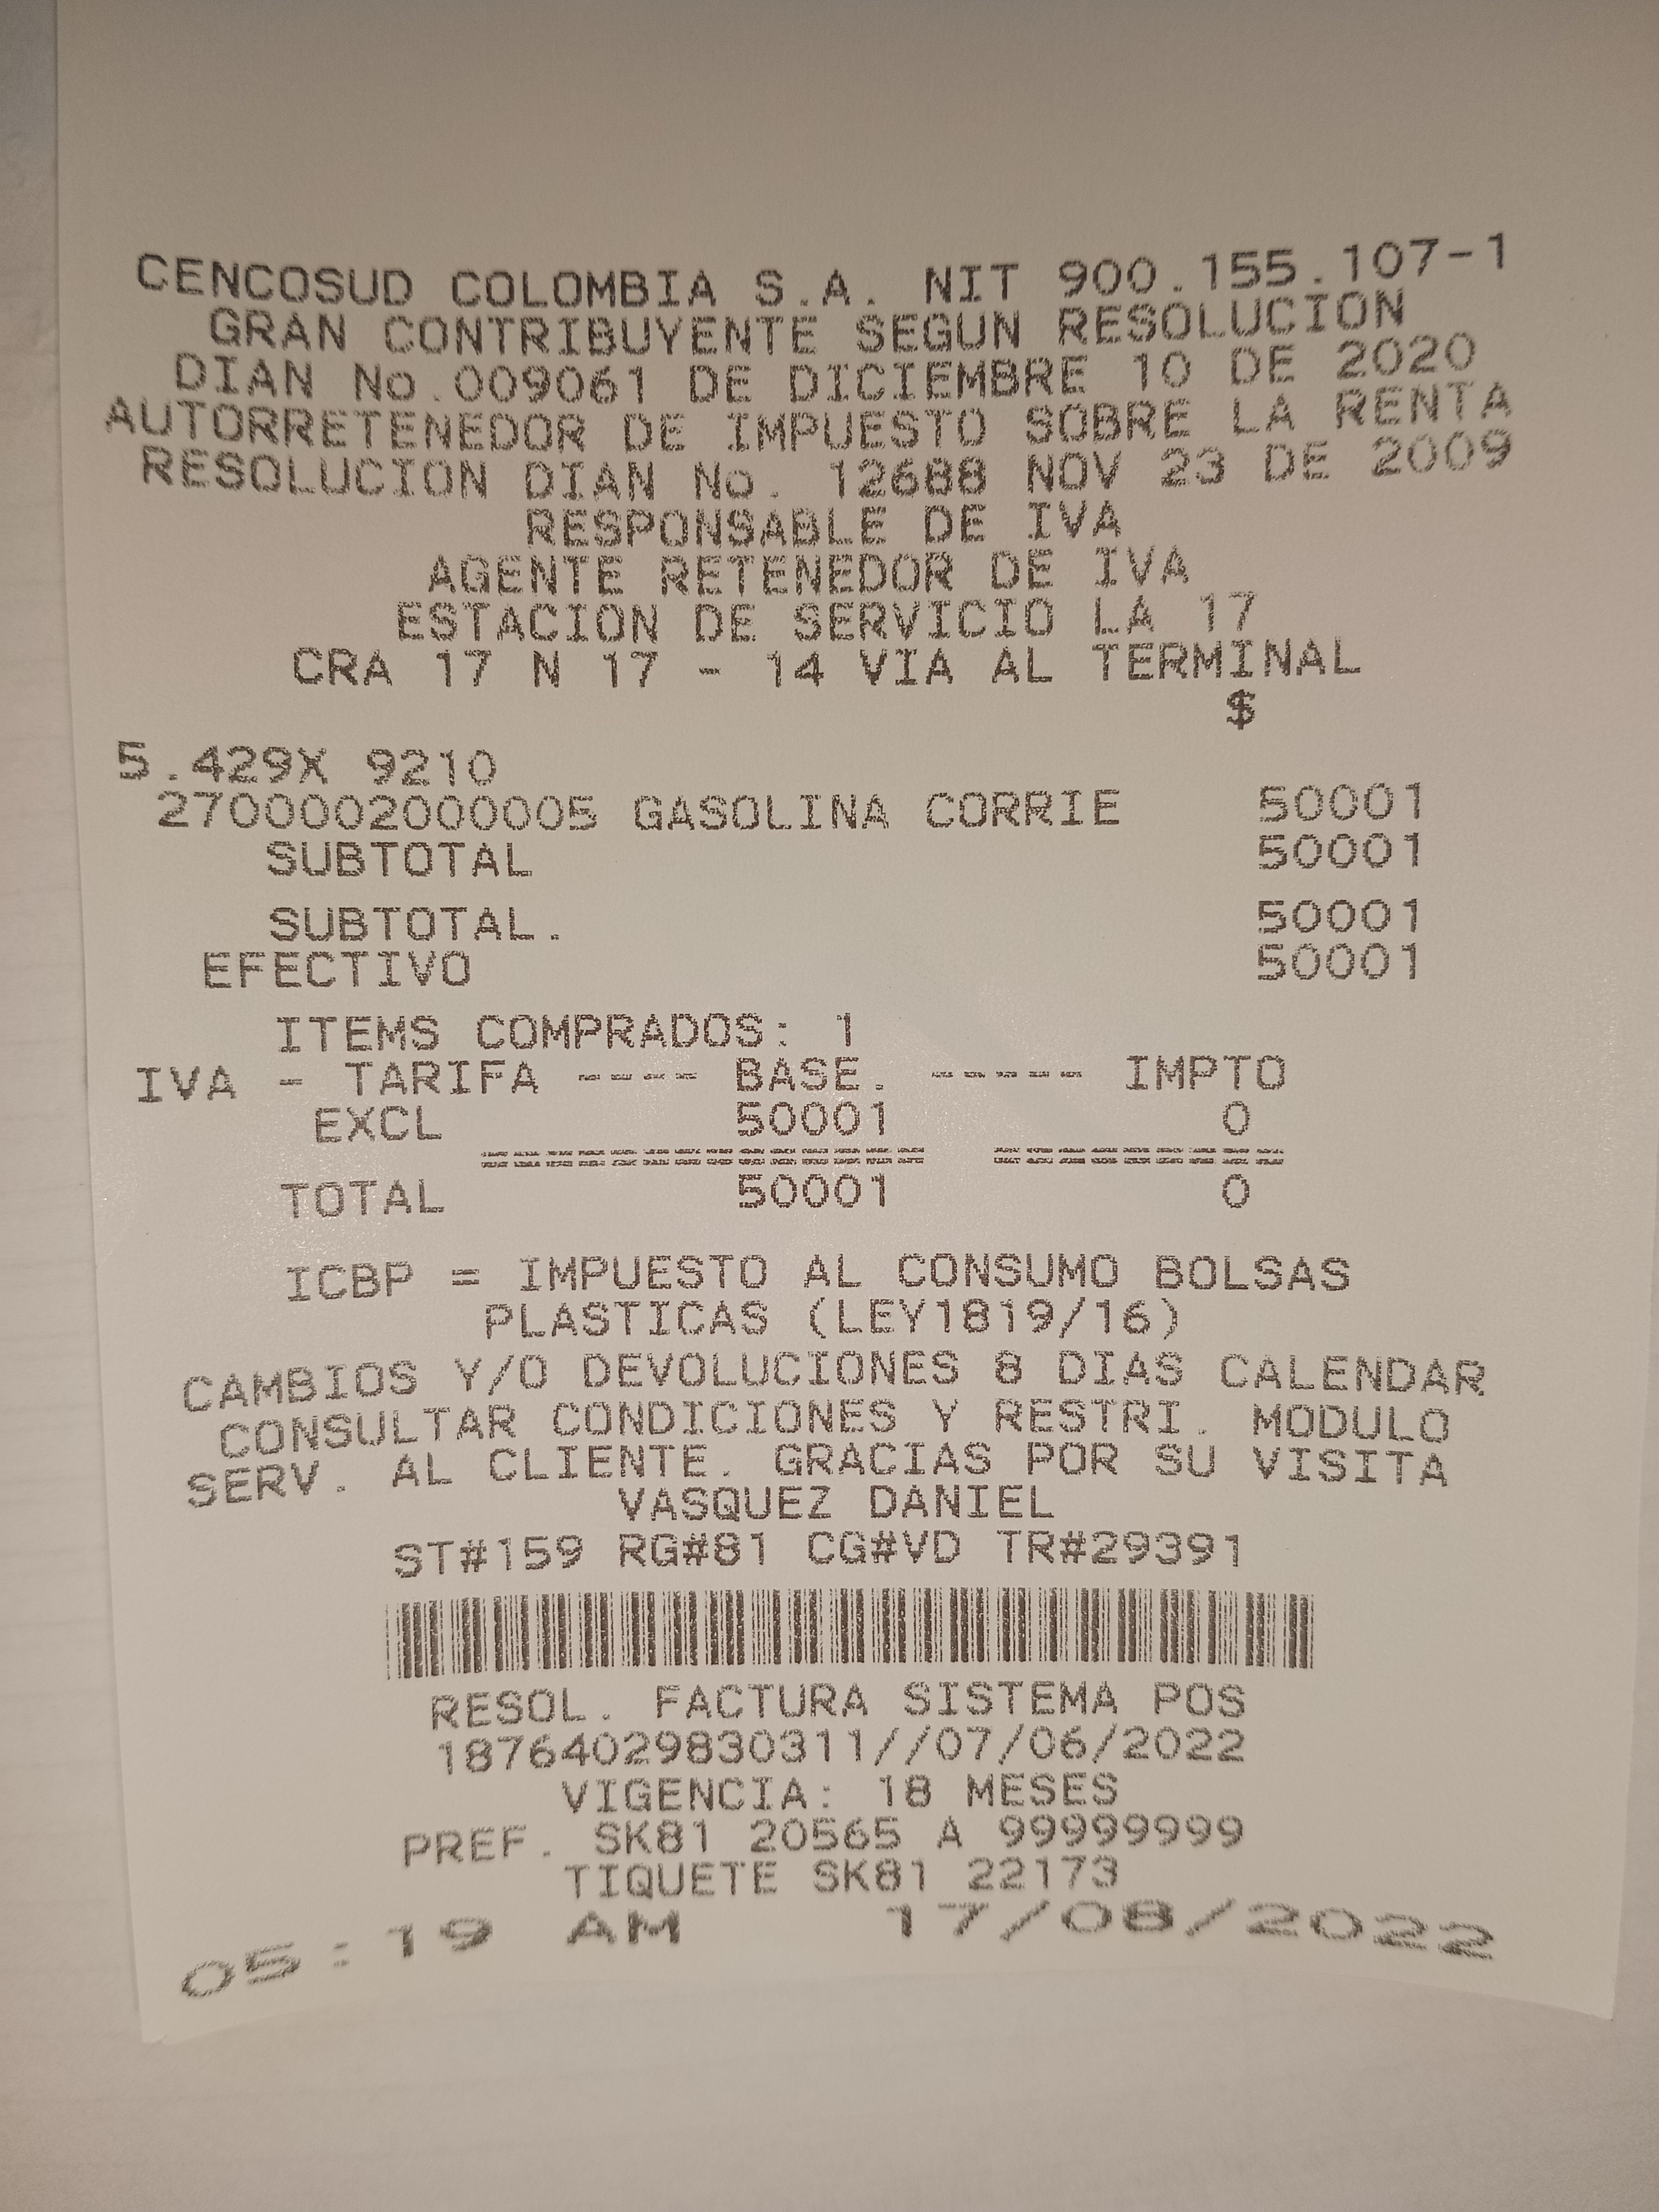 CENCOSUD COLOMBIA S.A. NIT 900.155.107-1
GRAN CONTRIBUYENTE SEGUN RESOLUCION
DIAN No.009061 DE DICIEMBRE 10 DE 2020
AUTORRETENEDOR DE IMPUESTO SOBRE LA RENTA
RESOLUCION DIAN No. 12688 NOV 23 DE 2009
RESPONSABLE DE IVA
AGENTE RETENEDOR DE IVA
ESTACION DE SERVICIO LA 17
CRA 17 N 17 - 14 VIA AL TERMINAL
$
5.429X 9210
2700002000005 GASOLINA CORRIE 50001
SUBTOTAL 50001
SUBTOTAL. 50001
EFECTIVO 50001
ITEMS COMPRADOS: 1
IVA - TARIFA ---- BASE. ----- IMPTO
EXCL 50001 0
============== =========
TOTAL 50001 0
ICBP = IMPUESTO AL CONSUMO BOLSAS
PLASTICAS (LEY1819/16)
CAMBIOS Y/O DEVOLUCIONES 8 DIAS CALENDAR
CONSULTAR CONDICIONES Y RESTRI. MODULO
SERV. AL CLIENTE. GRACIAS POR SU VISITA
VASQUEZ DANIEL
ST#159 RG#81 CG#VD TR#29391
RESOL. FACTURA SISTEMA POS
18764029830311//07/06/2022
VIGENCIA: 18 MESES
PREF. SK81 20565 A 99999999
TIQUETE SK81 22173
05:19 AM 17/08/2022